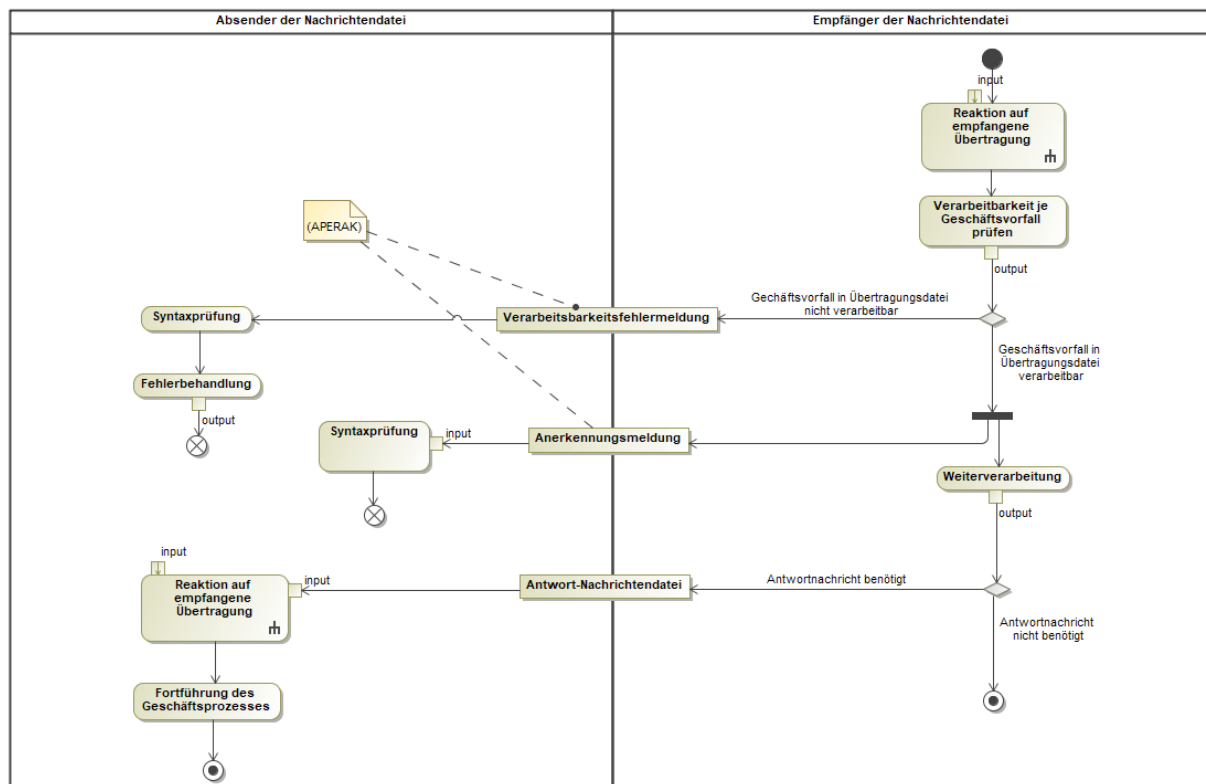 Absender der Nachrichtendatei
Empfänger der Nachrichtendatei
input
Reaktion auf
empfangene
Übertragung
Verarbeitbarkeit je
Geschäftsvorfall
prüfen
output
(APERAK)
Gechäftsvorfall in Übertragungsdatei
nicht verarbeitbar
Verarbeitsbarkeitsfehlermeldung
Syntaxprüfung
Geschäftsvorfall in
Übertragungsdatei
verarbeitbar
Fehlerbehandlung
output
Syntaxprüfung
input
Anerkennungsmeldung
Weiterverarbeitung
output
input
Reaktion auf
empfangene
Übertragung
input
Antwort-Nachrichtendatei
Antwortnachricht benötigt
Antwortnachricht
nicht benötigt
Fortführung des
Geschäftsprozesses